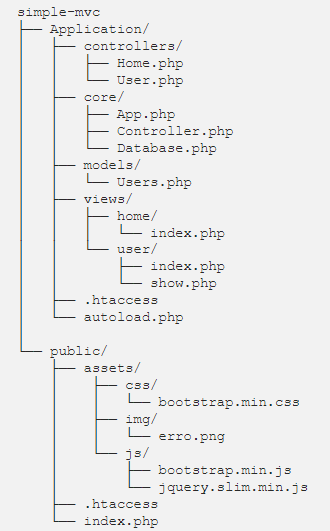 simple-mvc
├── Application/
│   ├── controllers/
│   │   ├── Home.php
│   │   └── User.php
│   ├── core/
│   │   ├── App.php
│   │   ├── Controller.php
│   │   └── Database.php
│   ├── models/
│   │   └── Users.php
│   ├── views/
│   │   ├── home/
│   │   │   └── index.php
│   │   └── user/
│   │       ├── index.php
│   │       └── show.php
│   ├── .htaccess
│   └── autoload.php
│
└── public/
    ├── assets/
    │   ├── css/
    │   │   └── bootstrap.min.css
    │   ├── img/
    │   │   └── erro.png
    │   └── js/
    │       ├── bootstrap.min.js
    │       └── jquery.slim.min.js
    ├── .htaccess
    └── index.php